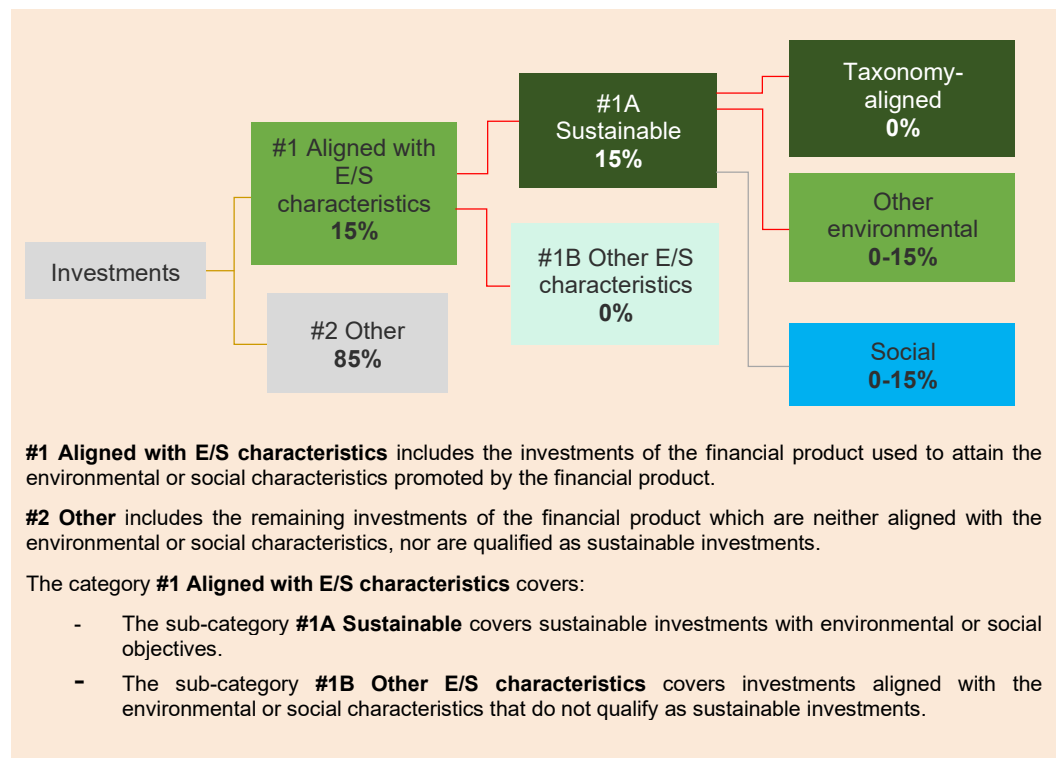 Investments
#1 Aligned with
E/S
characteristics
15%
#2 Other
85%
#1A
Sustainable
15%
#1B Other E/S
characteristics
0%
Taxonomy-
aligned
0%
Other
environmental
0-15%
Social
0-15%
#1 Aligned with E/S characteristics includes the investments of the financial product used to attain the
environmental or social characteristics promoted by the financial product.
#2 Other includes the remaining investments of the financial product which are neither aligned with the
environmental or social characteristics, nor are qualified as sustainable investments.
The category #1 Aligned with E/S characteristics covers:
- The sub-category #1A Sustainable covers sustainable investments with environmental or social
objectives.
- The sub-category #1B Other E/S characteristics covers investments aligned with the
environmental or social characteristics that do not qualify as sustainable investments.